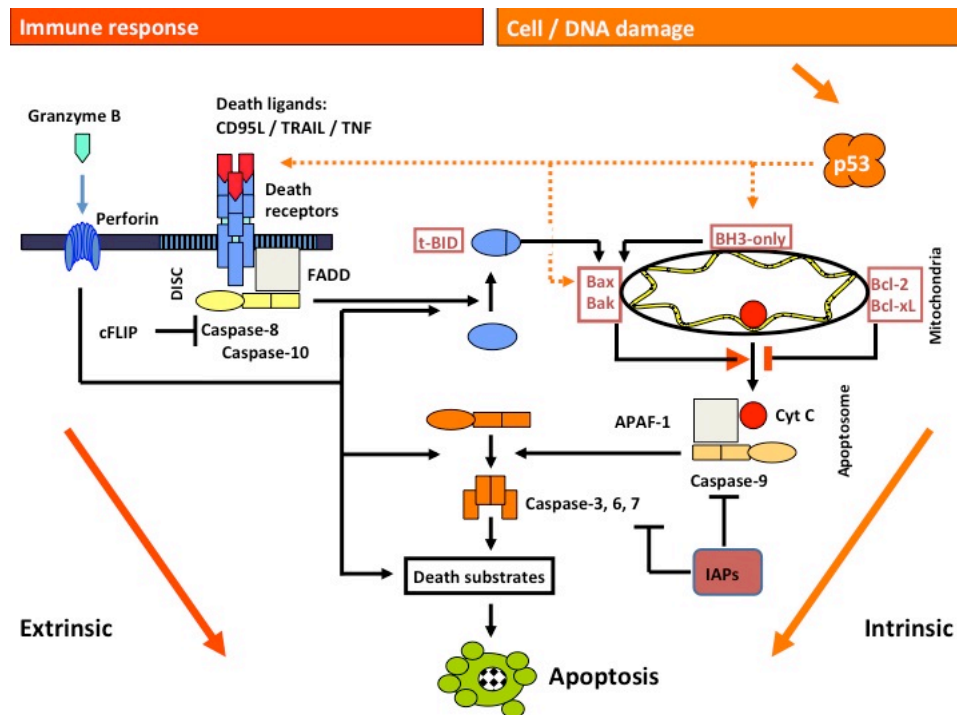 Immune response
Cell / DNA damage
Granzyme B
Death ligands:
CD95L / TRAIL / TNF
p53
Perforin
Death
receptors
DISC
FADD
t-BID
BH3-only
Bax
Bak
Bcl-2
Bcl-xL
Mitochondria
cFLIP
Caspase-8
Caspase-10
APAF-1
Cyt C
Apoptosome
Caspase-9
Caspase-3, 6, 7
IAPs
Death substrates
Extrinsic
Intrinsic
Apoptosis